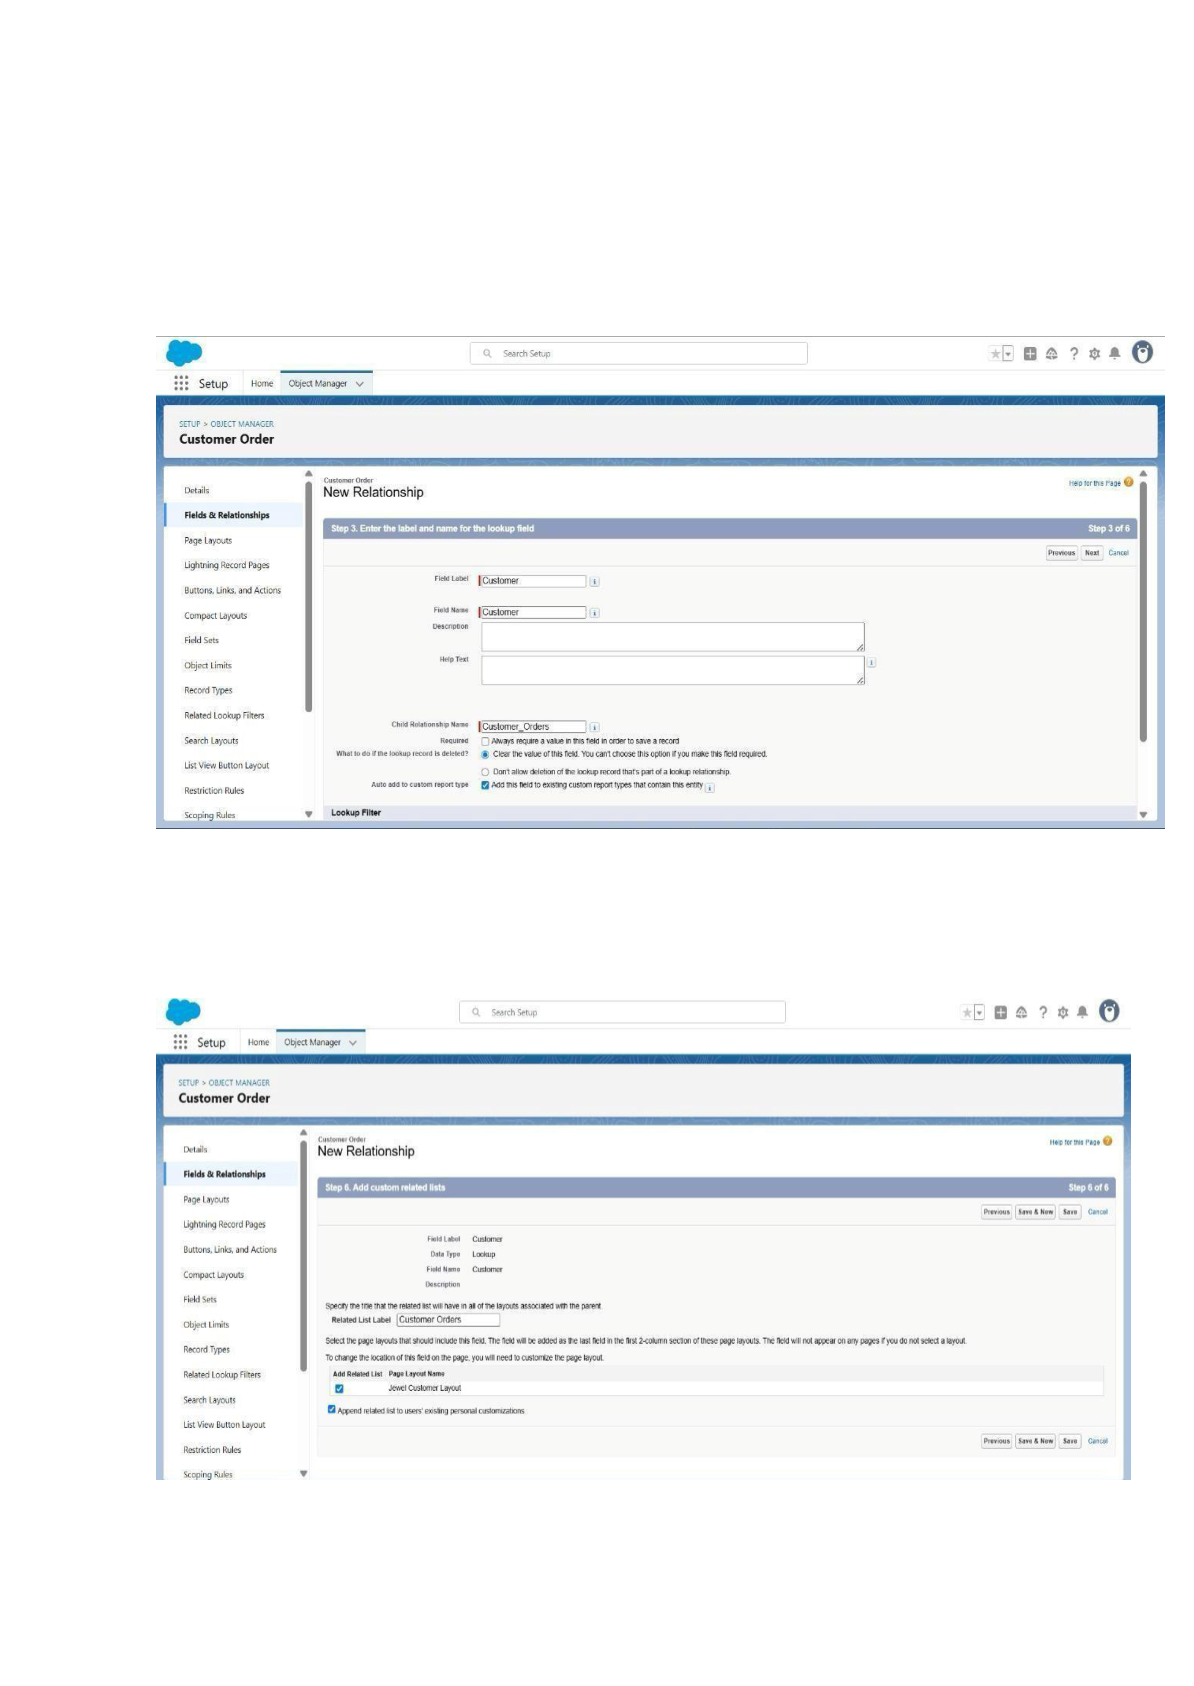 Search Setup
Setup Home Object Manager
SETUP > OBJECT MANAGER
Customer Order
Details
Fields & Relationships
Page Layouts
Lightning Record Pages
Buttons, Links, and Actions
Compact Layouts
Field Sets
Object Limits
Record Types
Related Lookup Filters
Search Layouts
List View Button Layout
Restriction Rules
Scoping Rules
Customer Order
New Relationship
Help for this Page
Step 3. Enter the label and name for the lookup field Step 3 of 6
Previous Next Cancel
Field Label Customer
Field Name Customer
Description
Help Text
Child Relationship Name Customer_Orders
Required Always require a value in this field in order to save a record
What to do if the lookup record is deleted? Clear the value of this field. You can't choose this option if you make this field required.
Don't allow deletion of the lookup record that's part of a lookup relationship.
Auto add to custom report type Add this field to existing custom report types that contain this entity
Lookup Filter
Search Setup
Setup Home Object Manager
SETUP > OBJECT MANAGER
Customer Order
Details
Fields & Relationships
Page Layouts
Lightning Record Pages
Buttons, Links, and Actions
Compact Layouts
Field Sets
Object Limits
Record Types
Related Lookup Filters
Search Layouts
List View Button Layout
Restriction Rules
Scoping Rules
Customer Order
New Relationship
Help for this Page
Step 6. Add custom related lists Step 6 of 6
Previous Save & New Save Cancel
Field Label Customer
Data Type Lookup
Field Name Customer
Description
Specify the title that the related list will have in all of the layouts associated with the parent.
Related List Label Customer Orders
Select the page layouts that should include this field. The field will be added as the last field in the first 2-column section of these page layouts. The field will not appear on any pages if you do not select a layout.
To change the location of this field on the page, you will need to customize the page layout.
Add Related List Page Layout Name
Jewel Customer Layout
Append related list to users' existing personal customizations
Previous Save & New Save Cancel